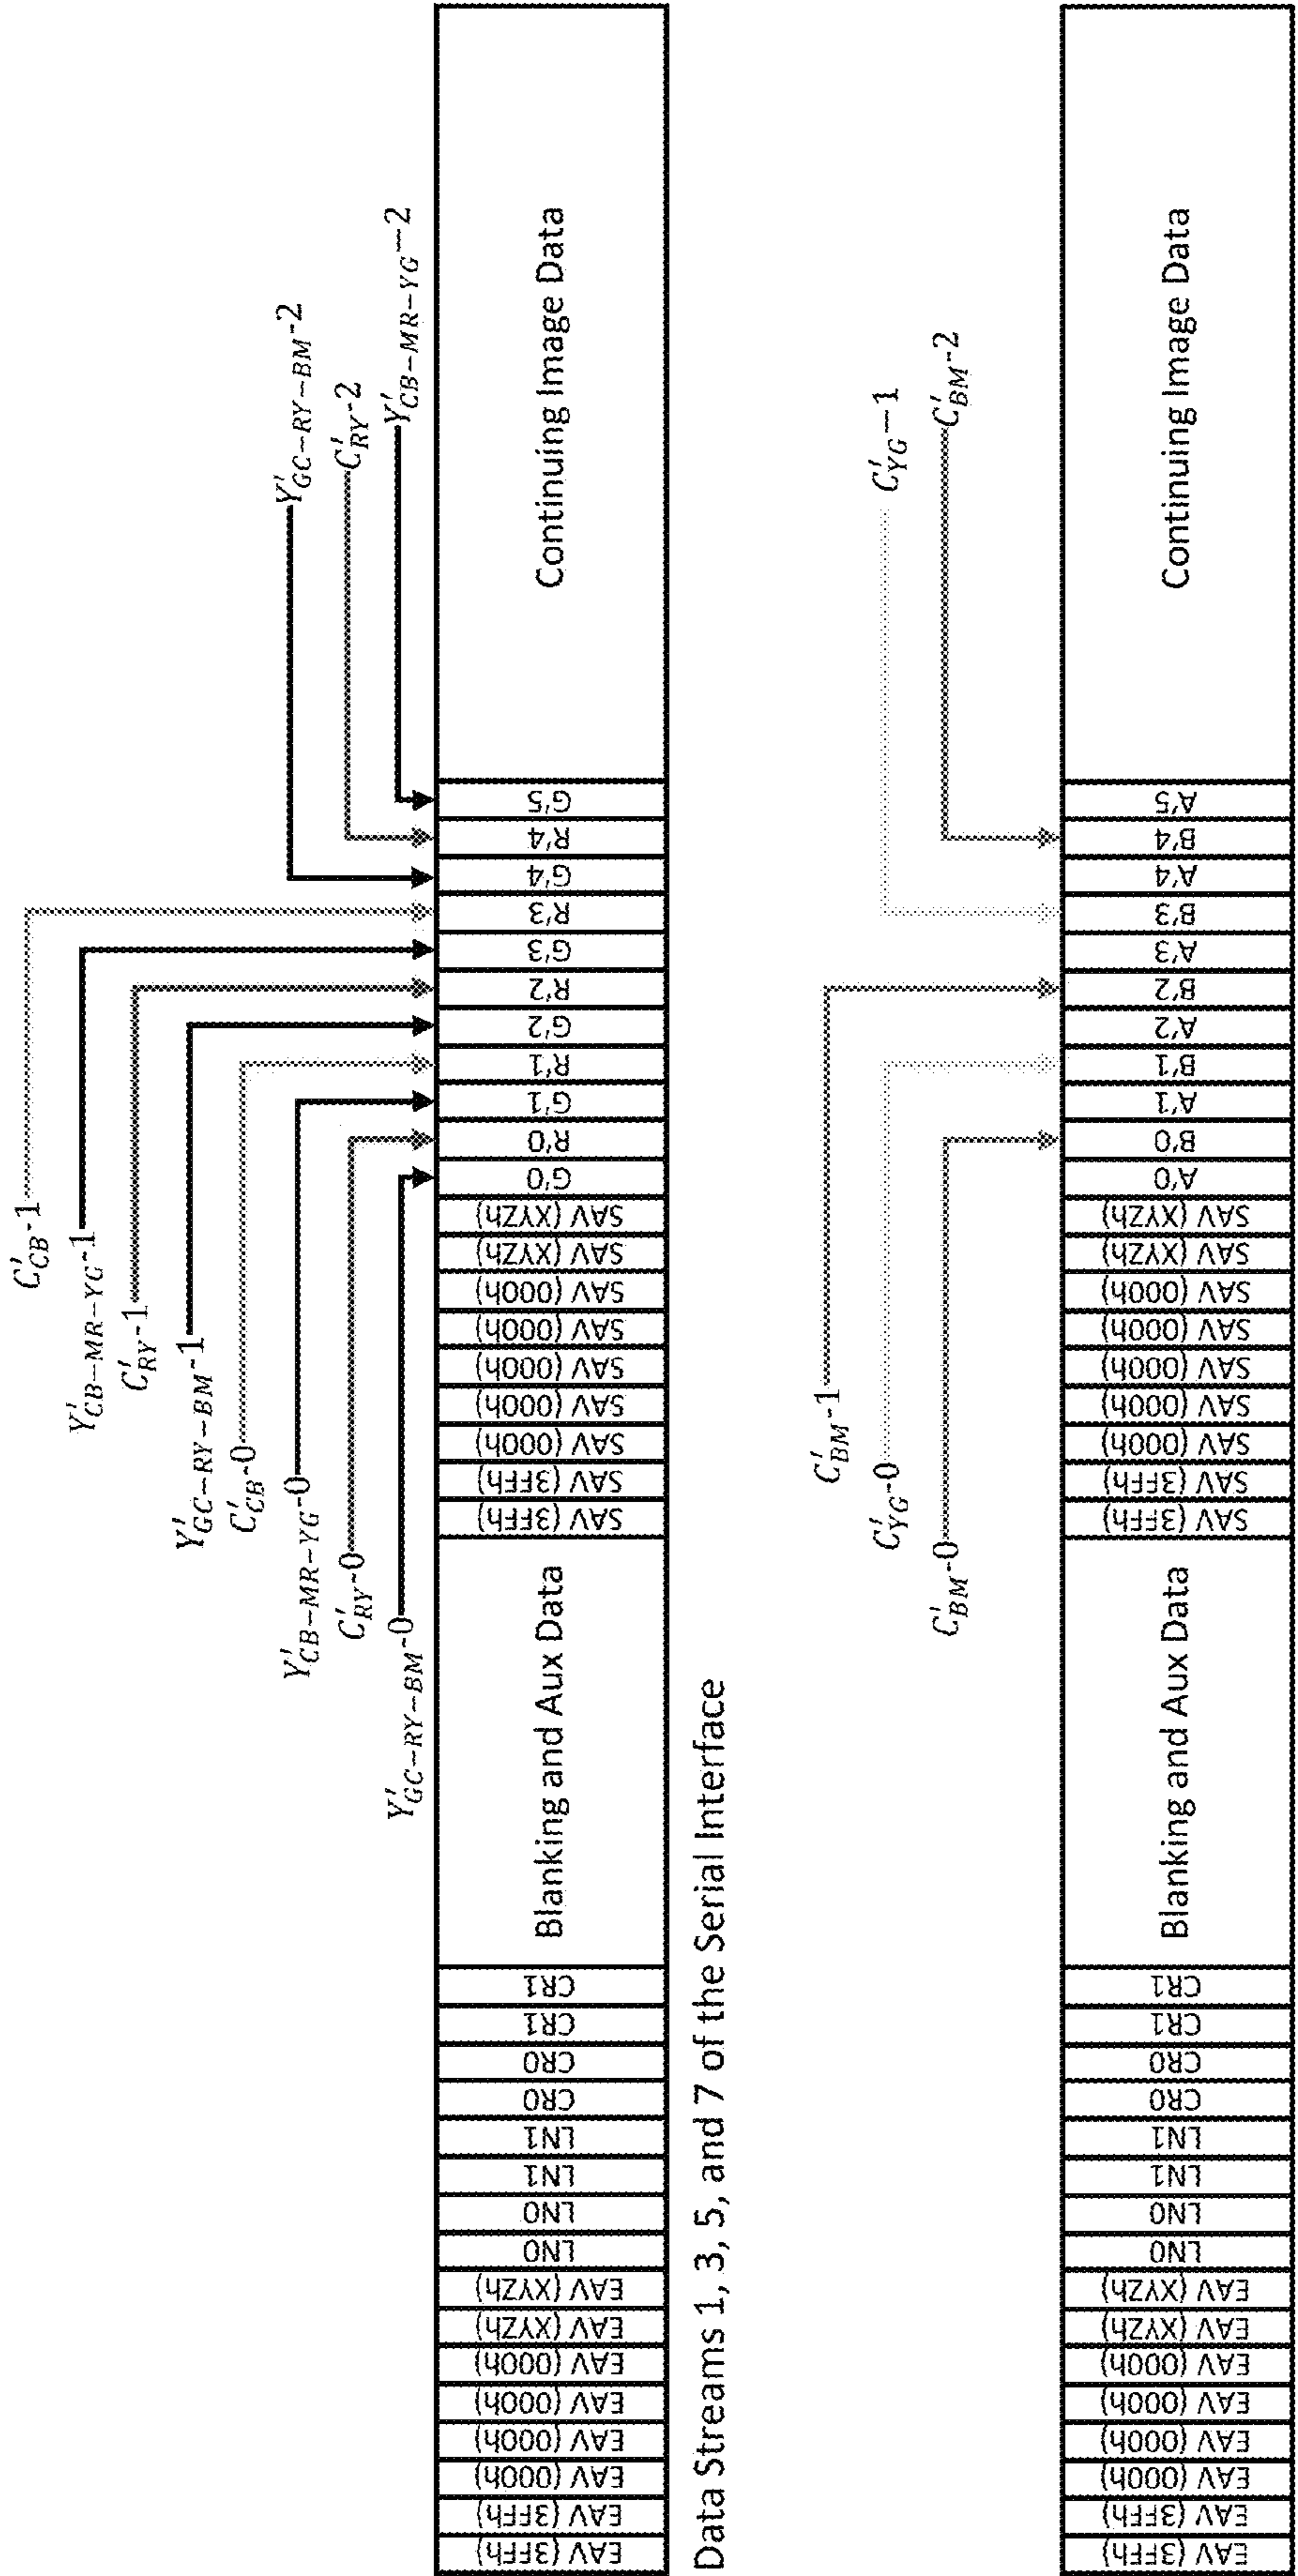 C'CB-1
Y'CB-MR-YG-1
C'RY-1
Y'GC-RY-BM-1
C'CB-0
Y'CB-MR-YG-0
Y'GC-RY-BM-2
C'RY-0
C'RY-2
Y'GC-RY-BM-0
Y'CB-MR-YG—2
EAV (3FFh)
EAV (3FFh)
EAV (000h)
EAV (000h)
EAV (000h)
EAV (000h)
EAV (XYZh)
EAV (XYZh)
LN0
LN0
LN1
LN1
CR0
CR0
CR1
CR1
Blanking and Aux Data
SAV (3FFh)
SAV (3FFh)
SAV (000h)
SAV (000h)
SAV (000h)
SAV (000h)
SAV (000h)
SAV (XYZh)
SAV (XYZh)
G'0
R'0
G'1
R'1
G'2
R'2
G'3
R'3
G'4
R'4
G'5
Continuing Image Data
Data Streams 1, 3, 5, and 7 of the Serial Interface
C'BM-1
C'YG-0
C'YG—1
C'BM-0
C'BM-2
EAV (3FFh)
EAV (3FFh)
EAV (000h)
EAV (000h)
EAV (000h)
EAV (000h)
EAV (XYZh)
EAV (XYZh)
LN0
LN0
LN1
LN1
CR0
CR0
CR1
CR1
Blanking and Aux Data
SAV (3FFh)
SAV (3FFh)
SAV (000h)
SAV (000h)
SAV (000h)
SAV (000h)
SAV (000h)
SAV (XYZh)
SAV (XYZh)
A'0
B'0
A'1
B'1
A'2
B'2
A'3
B'3
A'4
B'4
A'5
Continuing Image Data